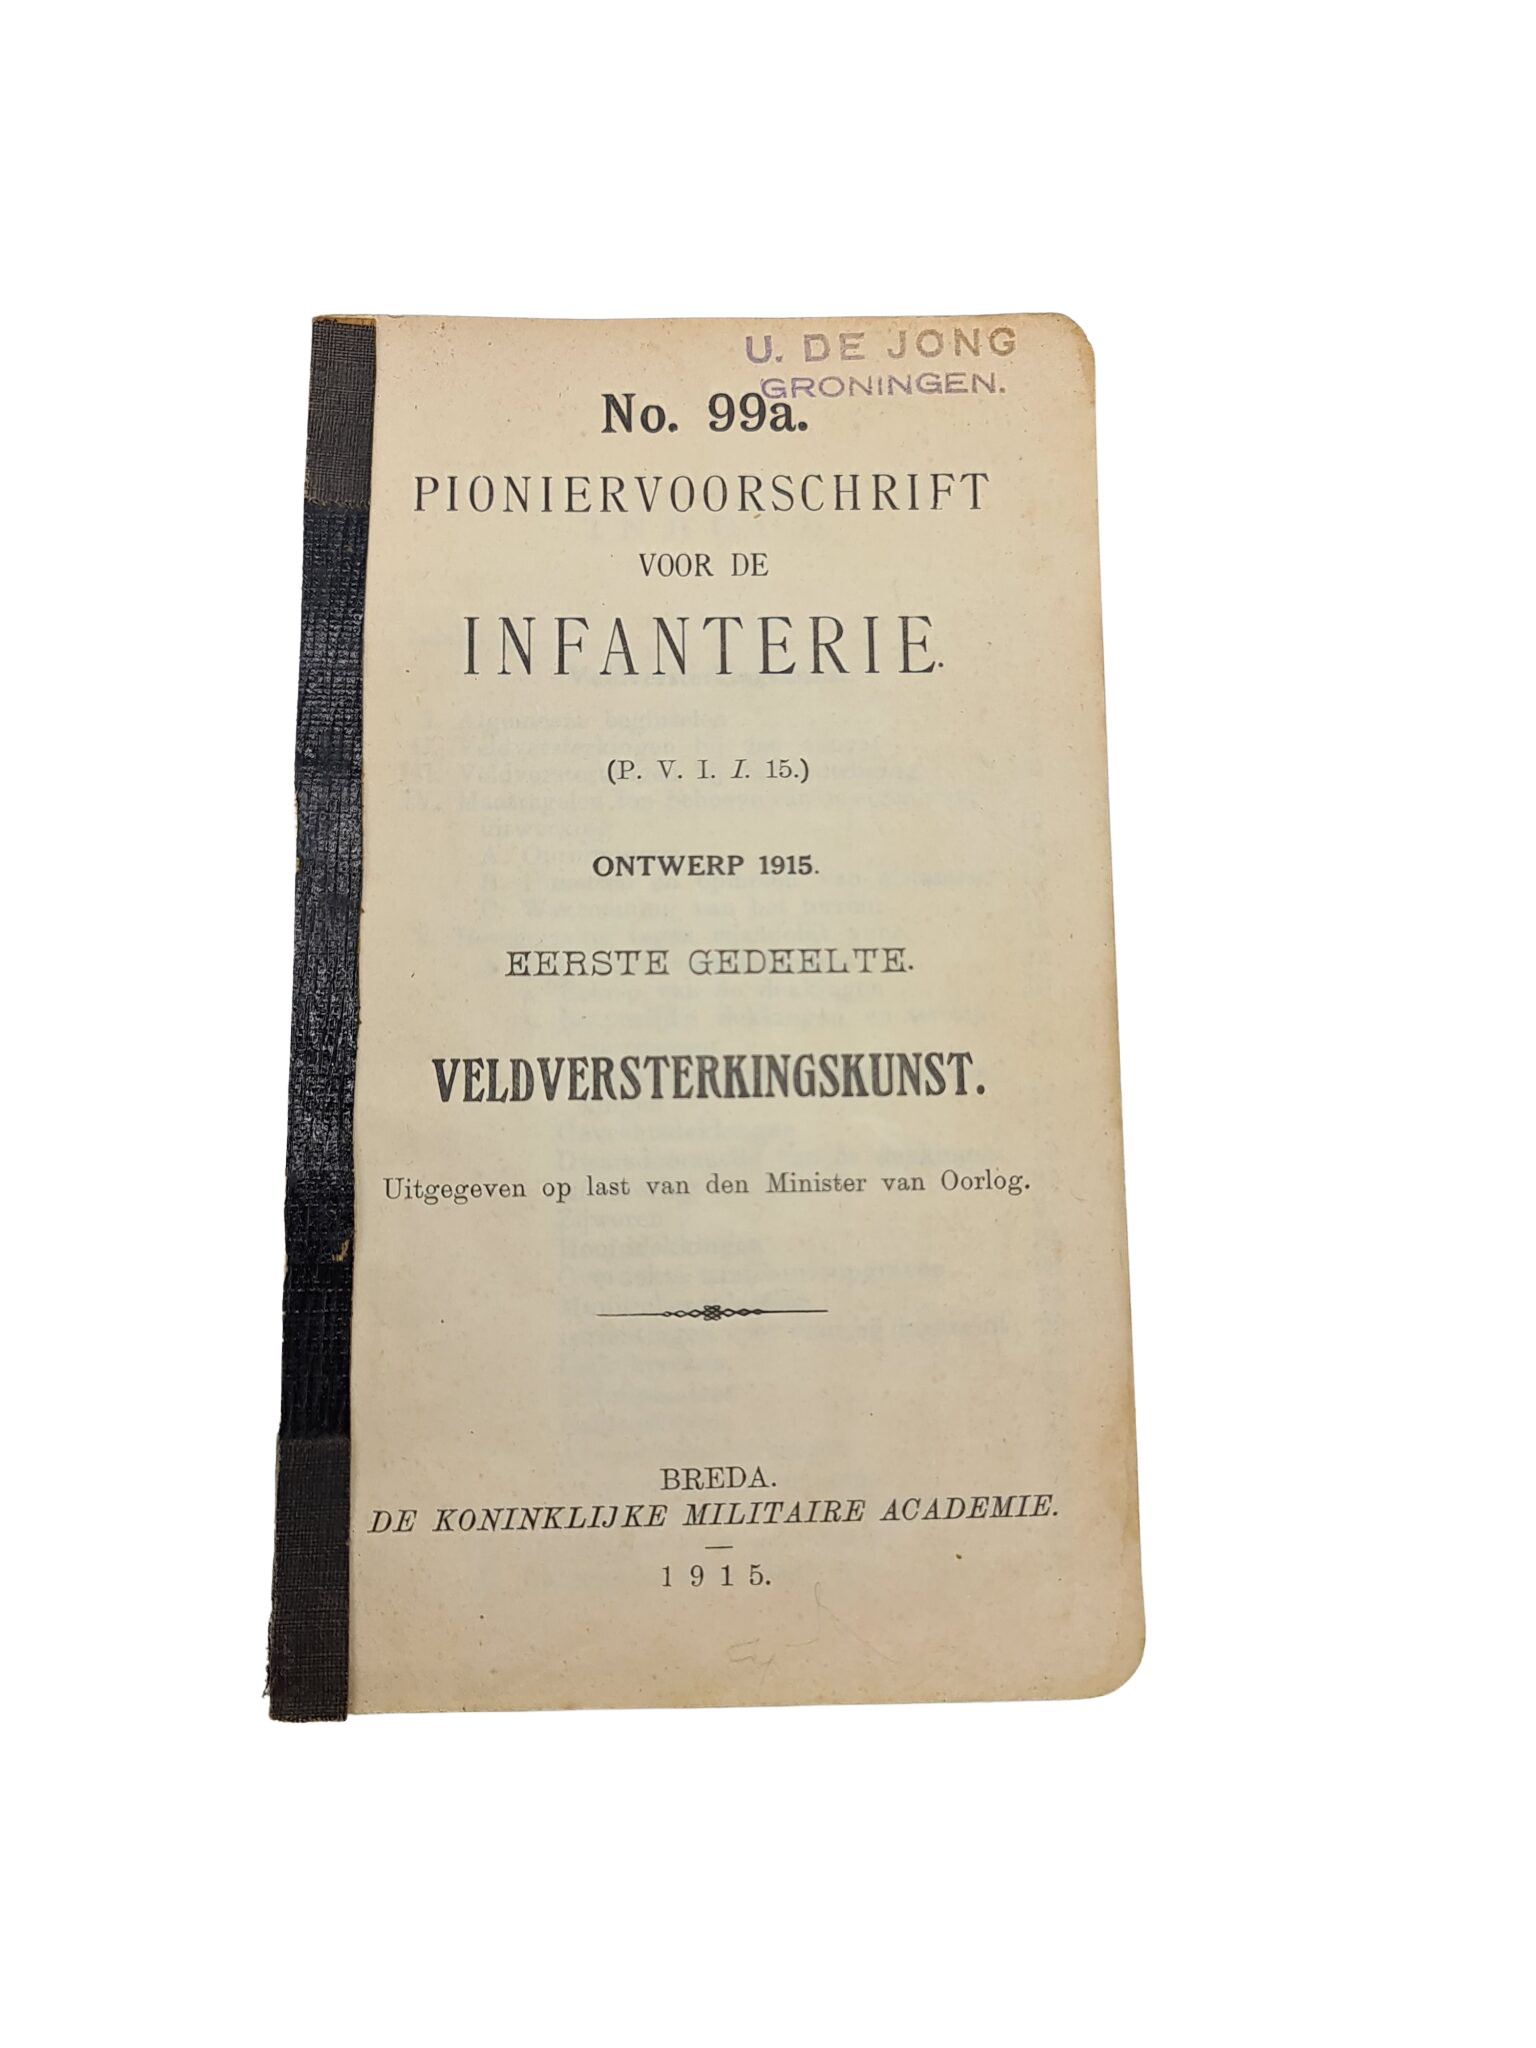 U. DE JONG
GRONINGEN.
No. 99a.
PIONIERVOORSCHRIFT
VOOR DE
INFANTERIE.
(P. V. I. I. 15.)
ONTWERP 1915.
EERSTE GEDEELTE.
VELDVERSTERKINGSKUNST.
Uitgegeven op last van den Minister van Oorlog.
BREDA.
DE KONINKLIJKE MILITAIRE ACADEMIE.
1915.